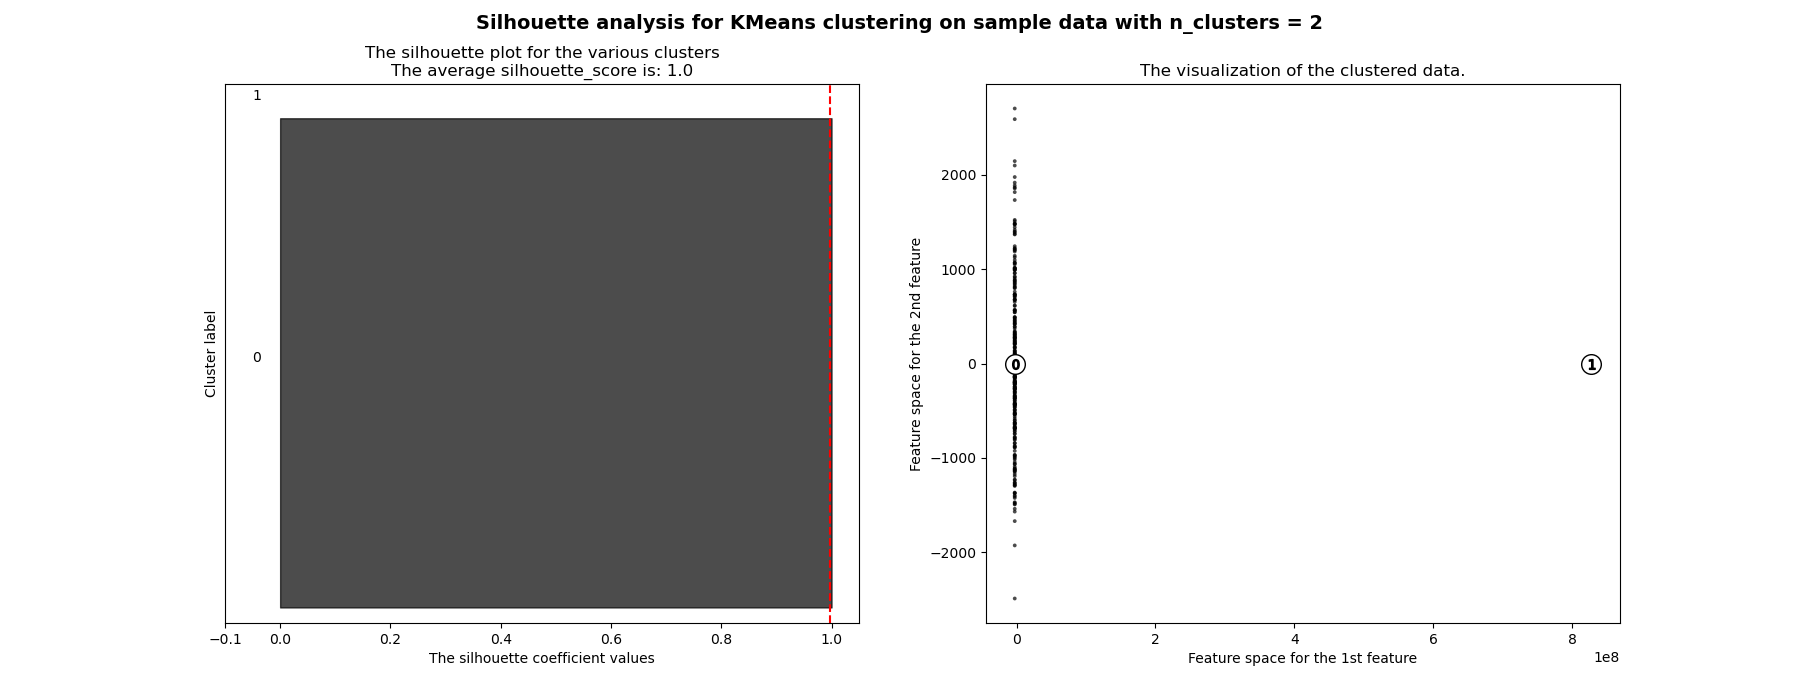 Silhouette analysis for KMeans clustering on sample data with n_clusters = 2
The silhouette plot for the various clusters
The average silhouette_score is: 1.0
1
0
Cluster label
−0.1 0.0 0.2 0.4 0.6 0.8 1.0
The silhouette coefficient values
The visualization of the clustered data.
2000
1000
0
−1000
−2000
Feature space for the 2nd feature
0 1
0 2 4 6 8
1e8
Feature space for the 1st feature